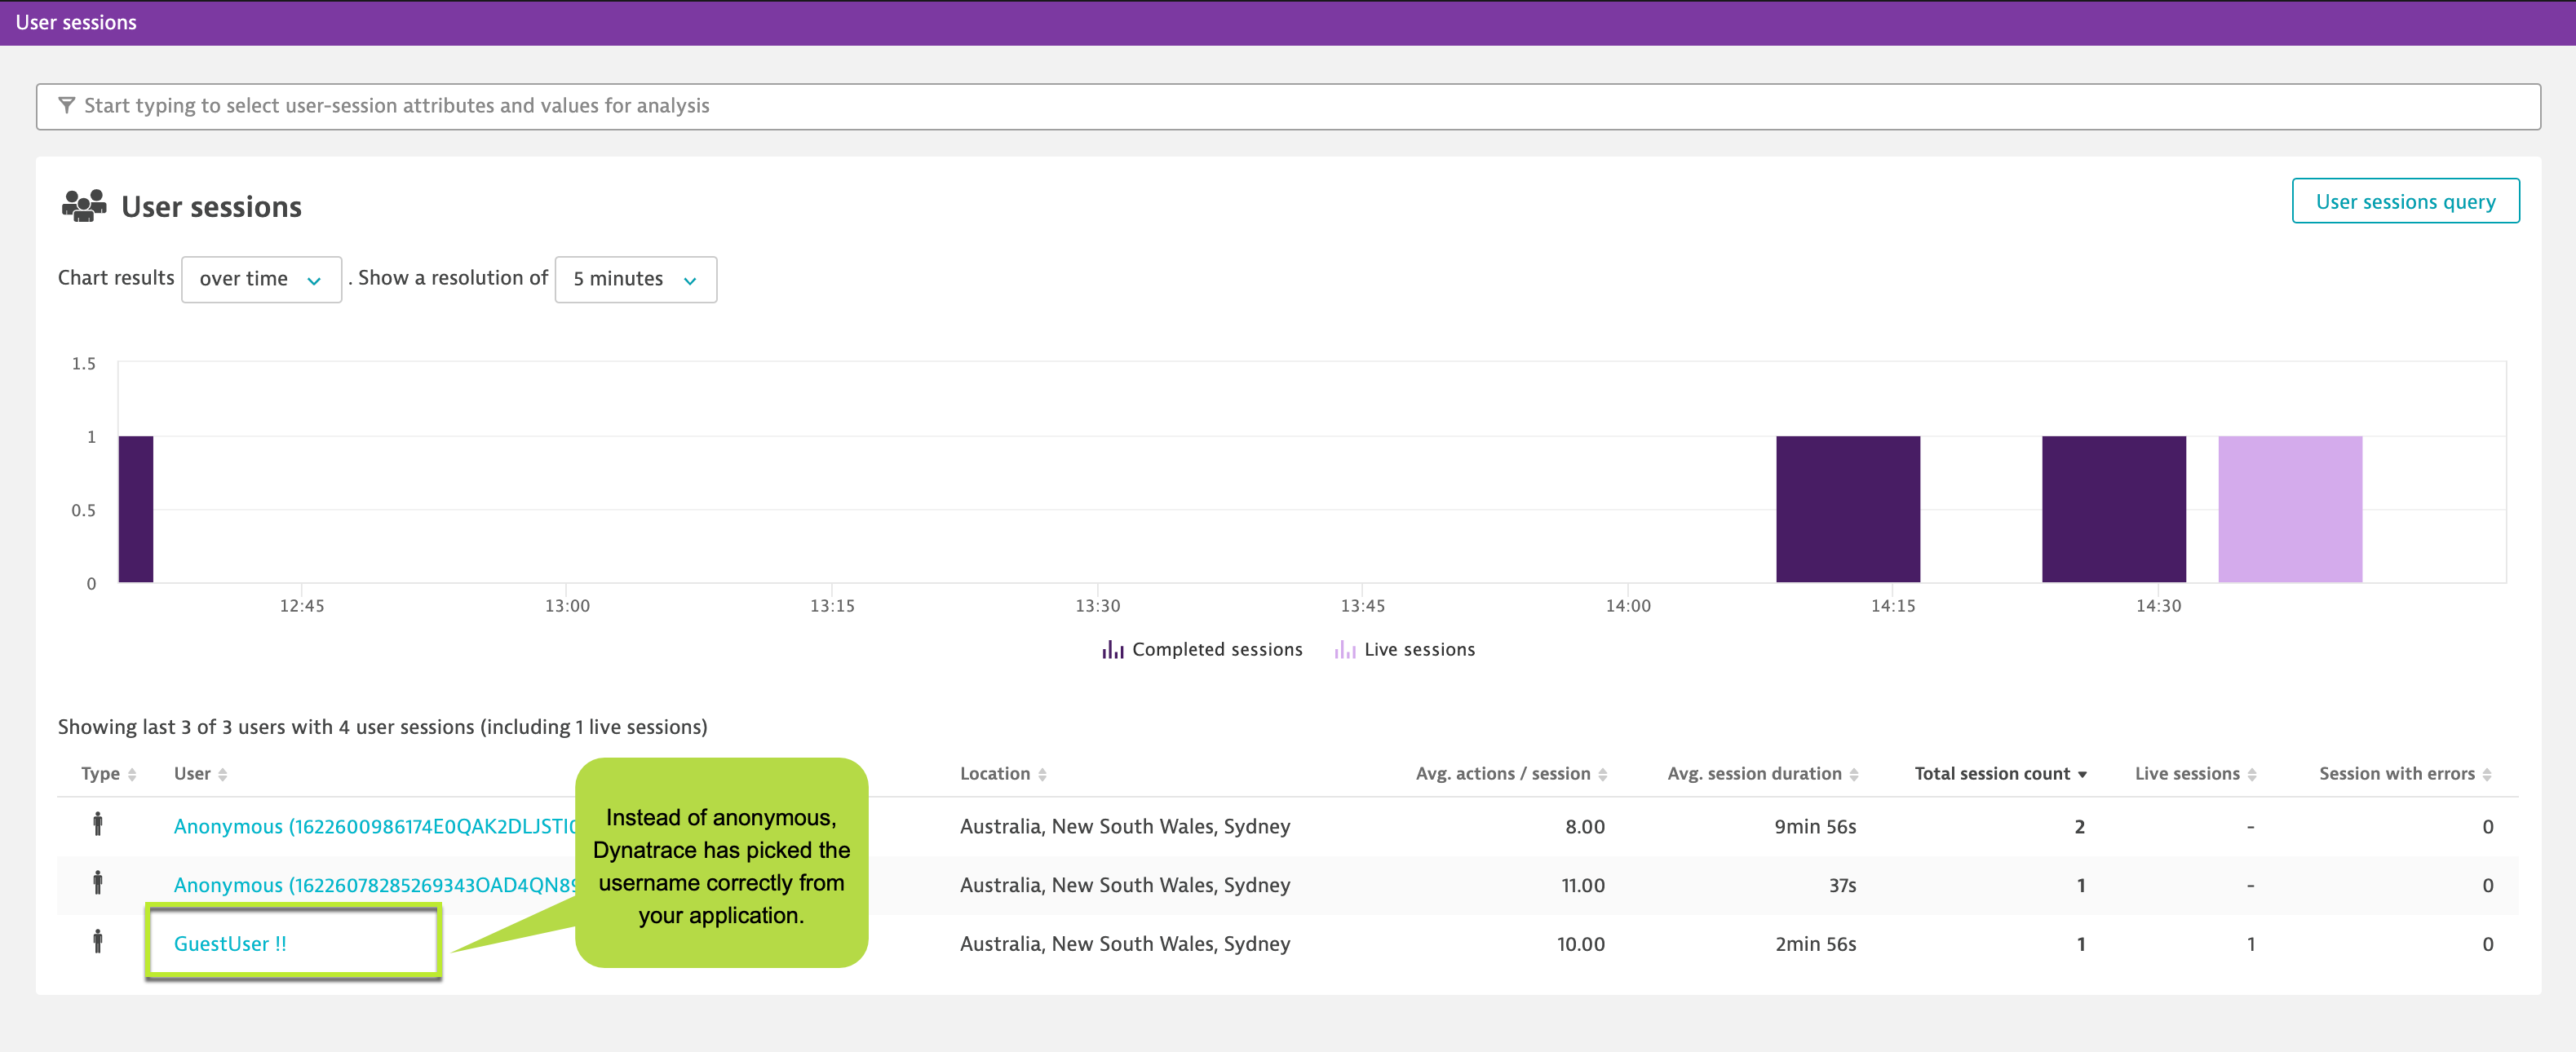 User sessions
Start typing to select user-session attributes and values for analysis
User sessions
User sessions query
Chart results over time . Show a resolution of 5 minutes
1.5
1
0.5
0
12:45 13:00 13:15 13:30 13:45 14:00 14:15 14:30
Completed sessions Live sessions
Showing last 3 of 3 users with 4 user sessions (including 1 live sessions)
Type User Location Avg. actions / session Avg. session duration Total session count Live sessions Session with errors
Anonymous (1622600986174E0QAK2DLJSTI Australia, New South Wales, Sydney 8.00 9min 56s 2 - 0
Anonymous (16226078285269343OAD4QN8 Australia, New South Wales, Sydney 11.00 37s 1 - 0
GuestUser !! Australia, New South Wales, Sydney 10.00 2min 56s 1 1 0
Instead of anonymous,
Dynatrace has picked the
username correctly from
your application.